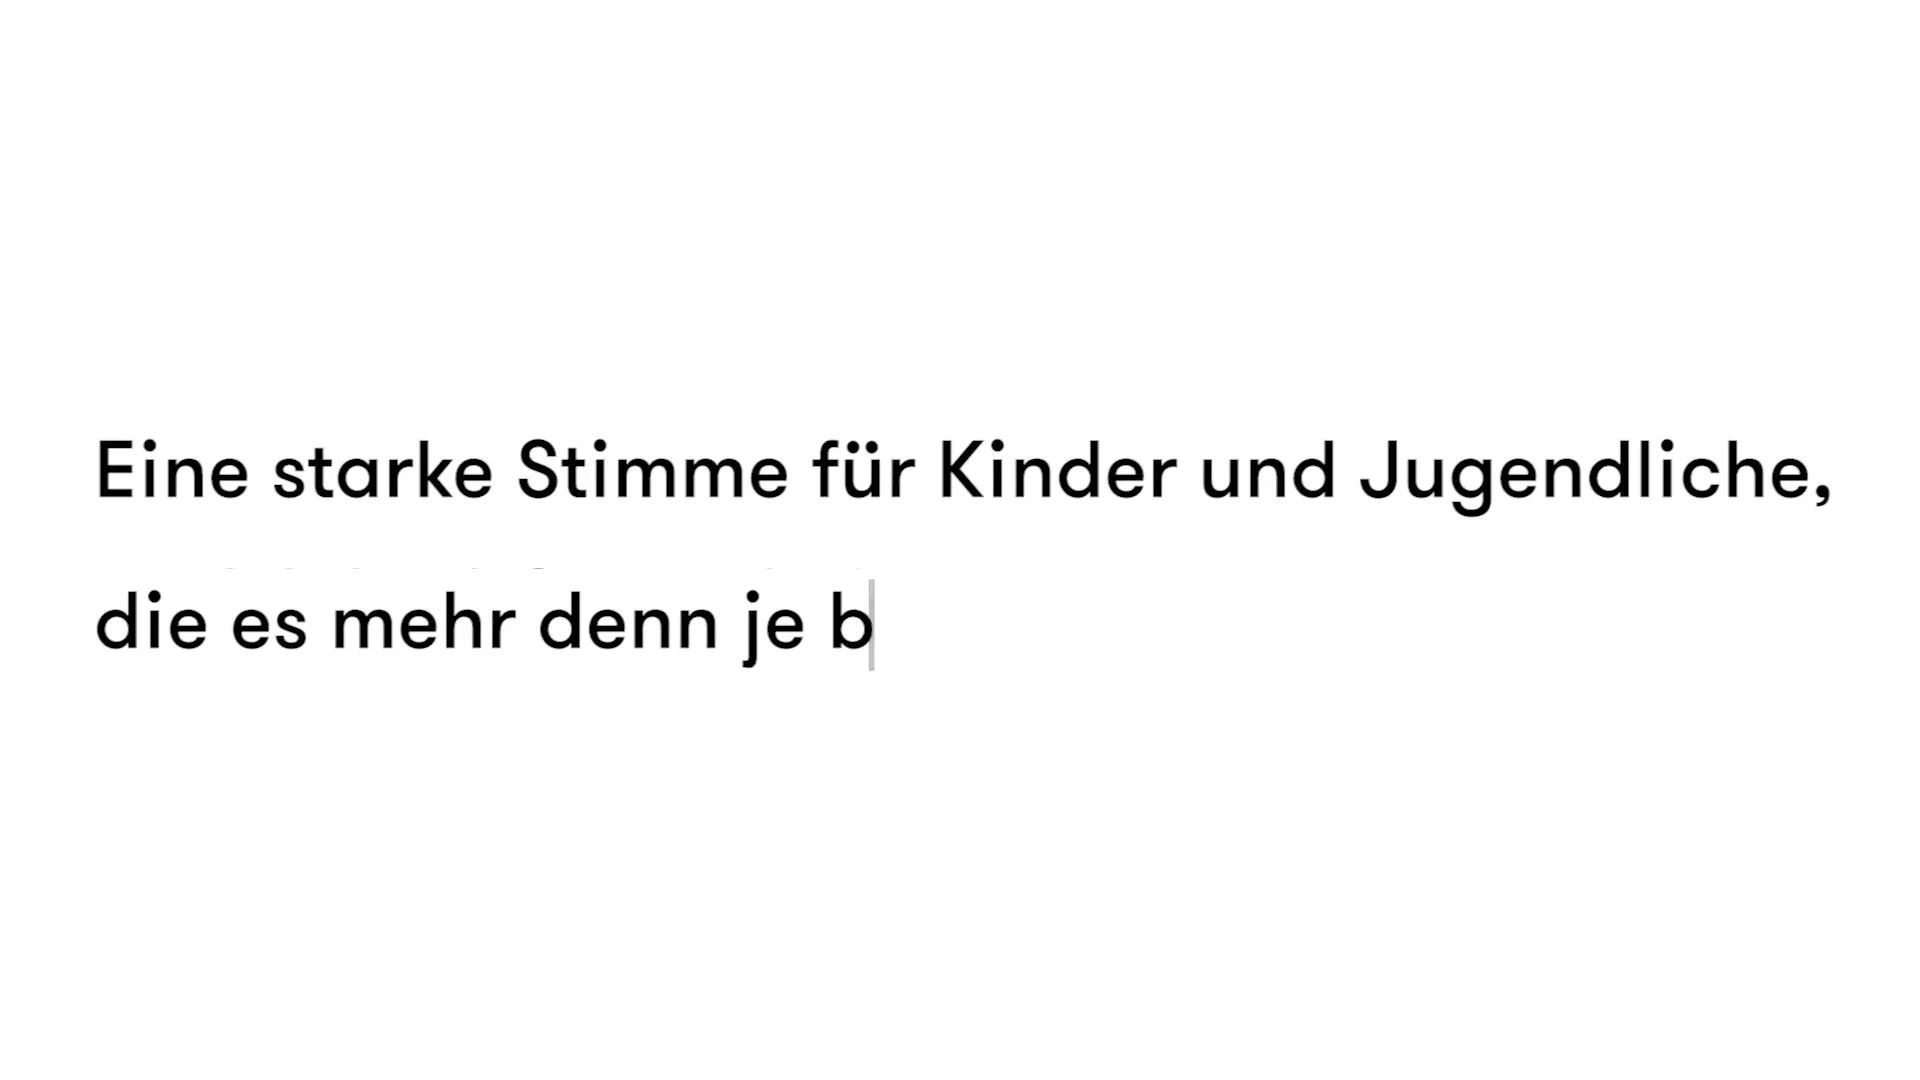 Eine starke Stimme für Kinder und Jugendliche,
die es mehr denn je b